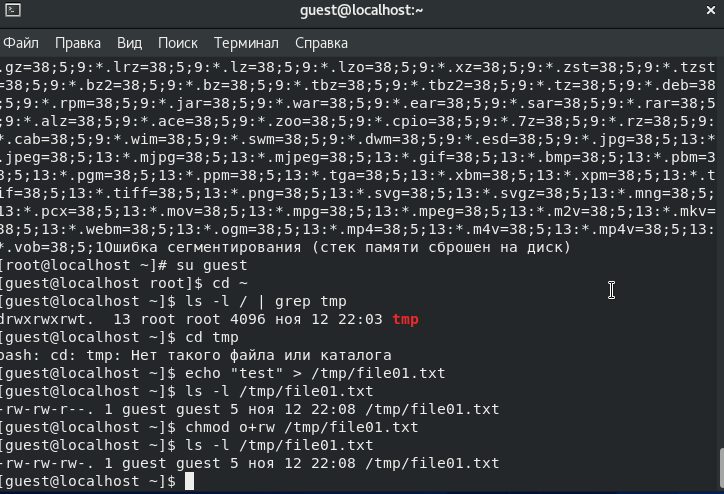 guest@localhost:~
Файл Правка Вид Поиск Терминал Справка
.gz=38;5;9:*.lrz=38;5;9:*.lz=38;5;9:*.lzo=38;5;9:*.xz=38;5;9:*.zst=38;5;9:*.tzst
=38;5;9:*.bz2=38;5;9:*.bz=38;5;9:*.tbz=38;5;9:*.tbz2=38;5;9:*.tz=38;5;9:*.deb=38
;5;9:*.rpm=38;5;9:*.jar=38;5;9:*.war=38;5;9:*.ear=38;5;9:*.sar=38;5;9:*.rar=38;5
;9:*.alz=38;5;9:*.ace=38;5;9:*.zoo=38;5;9:*.cpio=38;5;9:*.7z=38;5;9:*.rz=38;5;9:
*.cab=38;5;9:*.wim=38;5;9:*.swm=38;5;9:*.dwm=38;5;9:*.esd=38;5;9:*.jpg=38;5;13:*
.jpeg=38;5;13:*.mjpg=38;5;13:*.mjpeg=38;5;13:*.gif=38;5;13:*.bmp=38;5;13:*.pbm=3
8;5;13:*.pgm=38;5;13:*.ppm=38;5;13:*.tga=38;5;13:*.xbm=38;5;13:*.xpm=38;5;13:*.t
if=38;5;13:*.tiff=38;5;13:*.png=38;5;13:*.svg=38;5;13:*.svgz=38;5;13:*.mng=38;5;
13:*.pcx=38;5;13:*.mov=38;5;13:*.mpg=38;5;13:*.mpeg=38;5;13:*.m2v=38;5;13:*.mkv=
38;5;13:*.webm=38;5;13:*.ogm=38;5;13:*.mp4=38;5;13:*.m4v=38;5;13:*.mp4v=38;5;13:
*.vob=38;5;1Ошибка сегментирования (стек памяти сброшен на диск)
[root@localhost ~]# su guest
[guest@localhost root]$ cd ~
[guest@localhost ~]$ ls -l / | grep tmp
drwxrwxrwt.  13 root root 4096 ноя 12 22:03 tmp
[guest@localhost ~]$ cd tmp
bash: cd: tmp: Нет такого файла или каталога
[guest@localhost ~]$ echo "test" > /tmp/file01.txt
[guest@localhost ~]$ ls -l /tmp/file01.txt
-rw-rw-r--. 1 guest guest 5 ноя 12 22:08 /tmp/file01.txt
[guest@localhost ~]$ chmod o+rw /tmp/file01.txt
[guest@localhost ~]$ ls -l /tmp/file01.txt
-rw-rw-rw-. 1 guest guest 5 ноя 12 22:08 /tmp/file01.txt
[guest@localhost ~]$